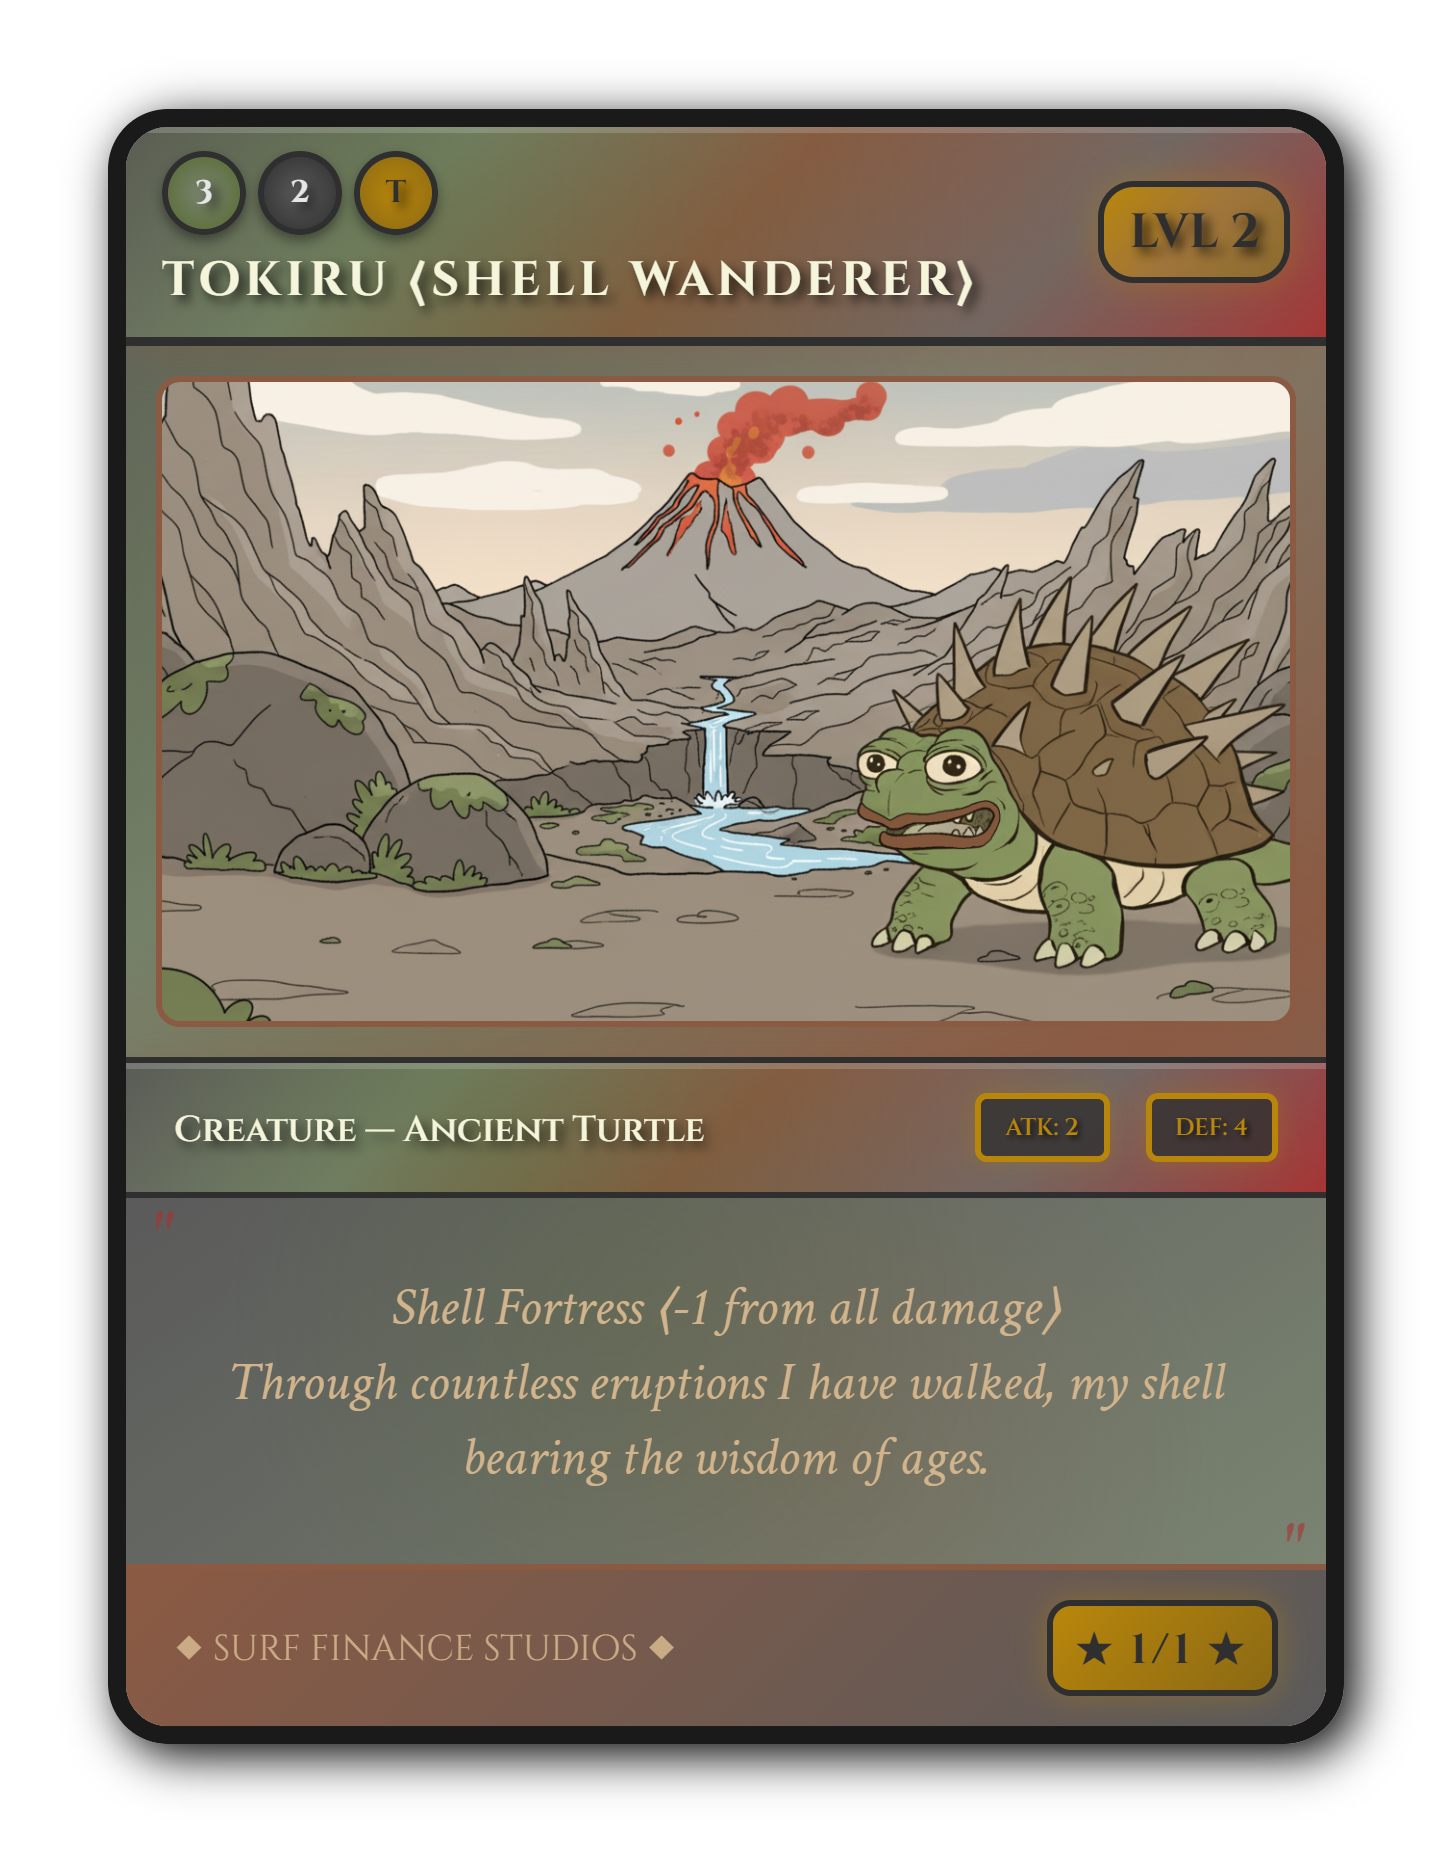 3 2 T
TOKIRU ⟨SHELL WANDERER⟩
LVL 2
Creature — Ancient Turtle
ATK: 2
DEF: 4
"
Shell Fortress ⟨-1 from all damage⟩
Through countless eruptions I have walked, my shell
bearing the wisdom of ages.
"
◆ SURF FINANCE STUDIOS ◆
★ 1/1 ★